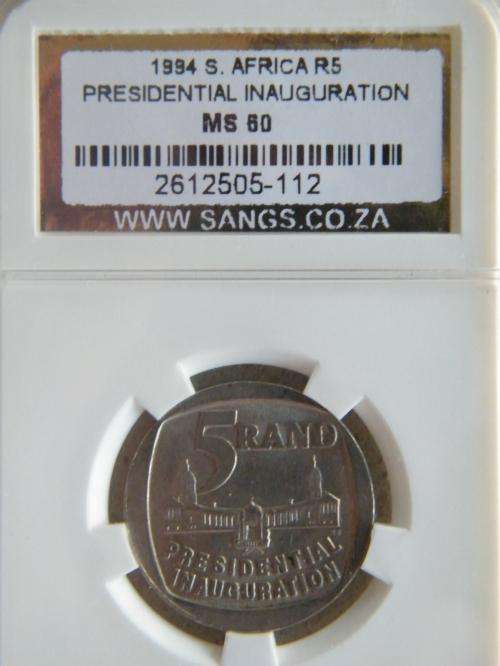 1994 S. AFRICA R5
PRESIDENTIAL INAUGURATION
MS 60
2612505-112
WWW.SANGS.CO.ZA
5 RAND
PRESIDENTIAL
INAUGURATION